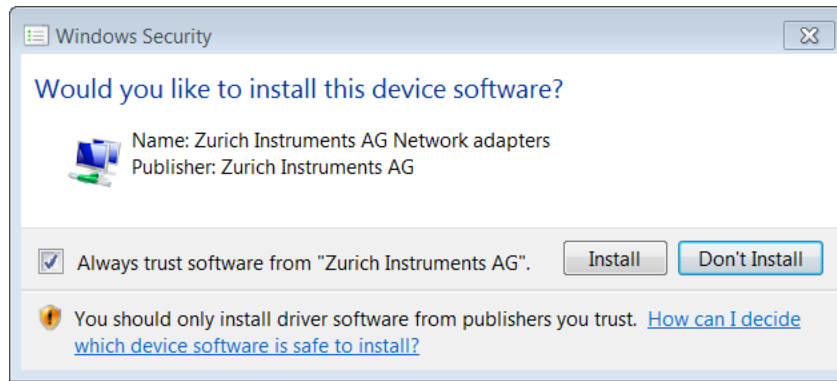 Windows Security
Would you like to install this device software?
Name: Zurich Instruments AG Network adapters
Publisher: Zurich Instruments AG
Always trust software from "Zurich Instruments AG".
Install
Don't Install
You should only install driver software from publishers you trust. How can I decide
which device software is safe to install?